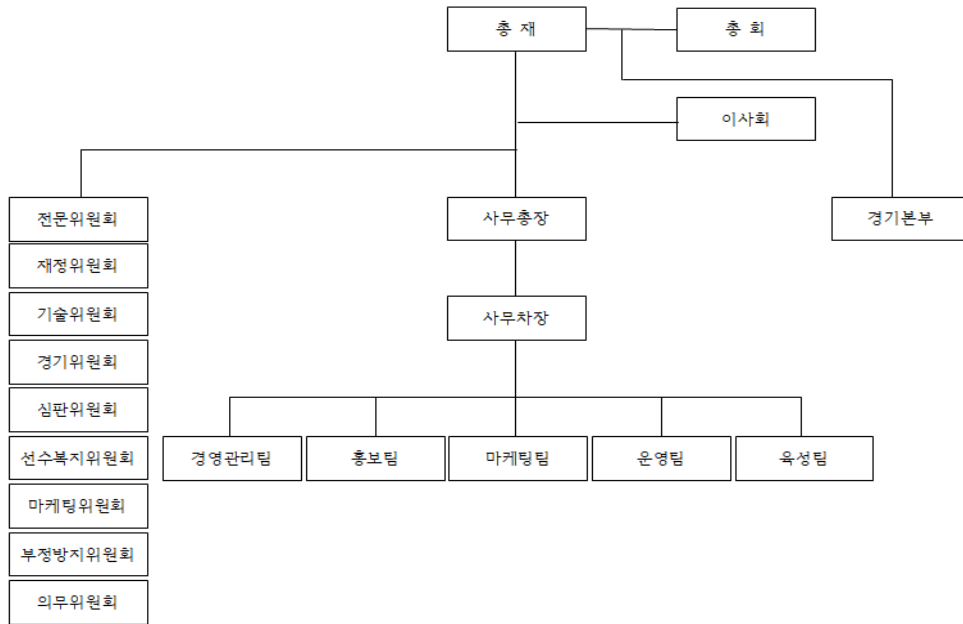 총 재
총 회
이사회
전문위원회
사무총장
경기본부
재정위원회
기술위원회
사무차장
경기위원회
심판위원회
선수복지위원회
경영관리팀
홍보팀
마케팅팀
운영팀
육성팀
마케팅위원회
부정방지위원회
의무위원회